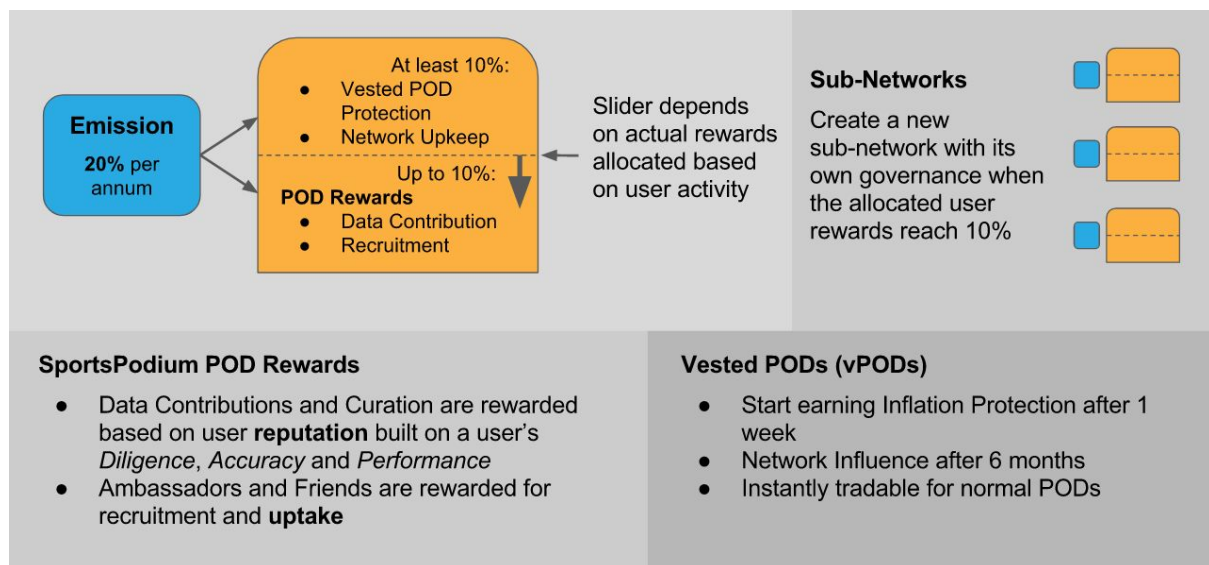 Emission
20% per
annum
At least 10%:
● Vested POD
Protection
● Network Upkeep
Up to 10%:
POD Rewards
● Data Contribution
● Recruitment
Slider depends
on actual rewards
allocated based
on user activity
Sub-Networks
Create a new
sub-network with its
own governance when
the allocated user
rewards reach 10%
SportsPodium POD Rewards
● Data Contributions and Curation are rewarded
based on user reputation built on a user’s
Diligence, Accuracy and Performance
● Ambassadors and Friends are rewarded for
recruitment and uptake
Vested PODs (vPODs)
● Start earning Inflation Protection after 1
week
● Network Influence after 6 months
● Instantly tradable for normal PODs